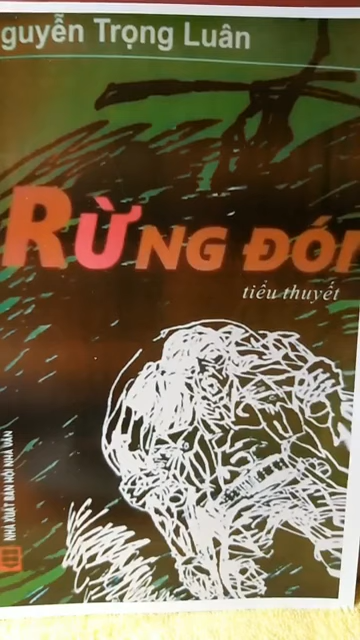 guyễn Trọng Luân
RỪNG ĐÓI
tiểu thuyết
NHÀ XUẤT BẢN HỘI NHÀ VĂN